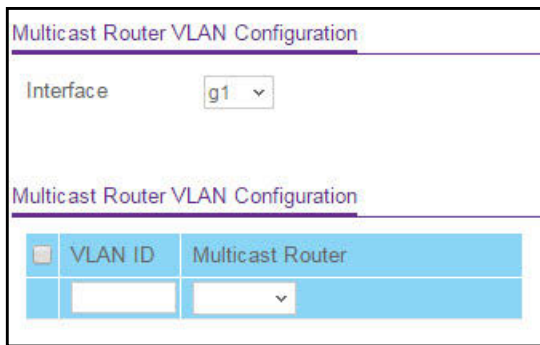 Multicast Router VLAN Configuration
Interface g1
Multicast Router VLAN Configuration
VLAN ID Multicast Router